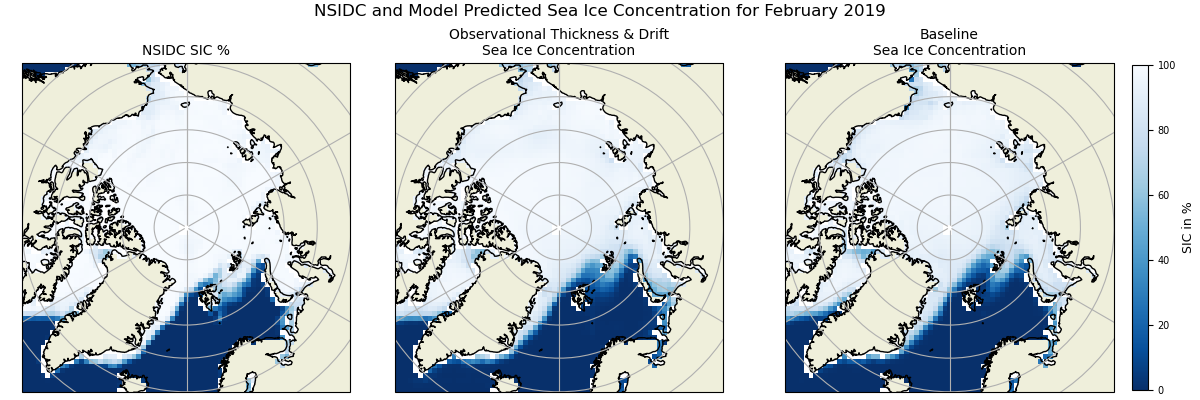 NSIDC and Model Predicted Sea Ice Concentration for February 2019
NSIDC SIC %
Observational Thickness & Drift
Sea Ice Concentration
Baseline
Sea Ice Concentration
100
80
60
40
20
0
SIC in %